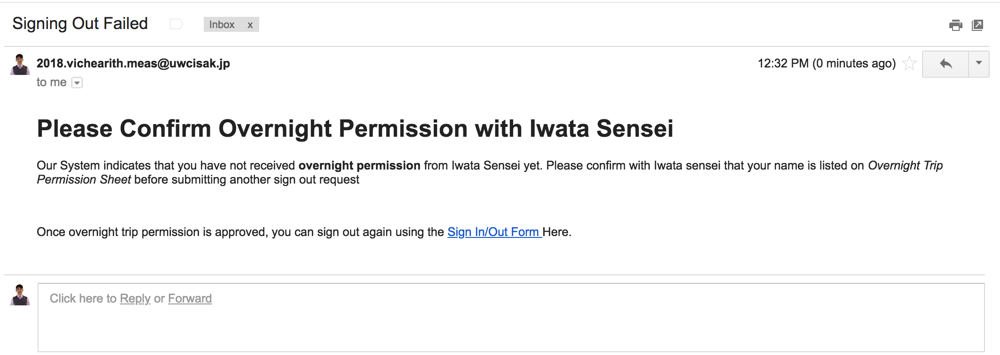 Signing Out Failed
Inbox x
2018.vichearith.meas@uwcisak.jp
12:32 PM (0 minutes ago)
to me
Please Confirm Overnight Permission with Iwata Sensei
Our System indicates that you have not received overnight permission from Iwata Sensei yet. Please confirm with Iwata sensei that your name is listed on Overnight Trip
Permission Sheet before submitting another sign out request
Once overnight trip permission is approved, you can sign out again using the Sign In/Out Form Here.
Click here to Reply or Forward